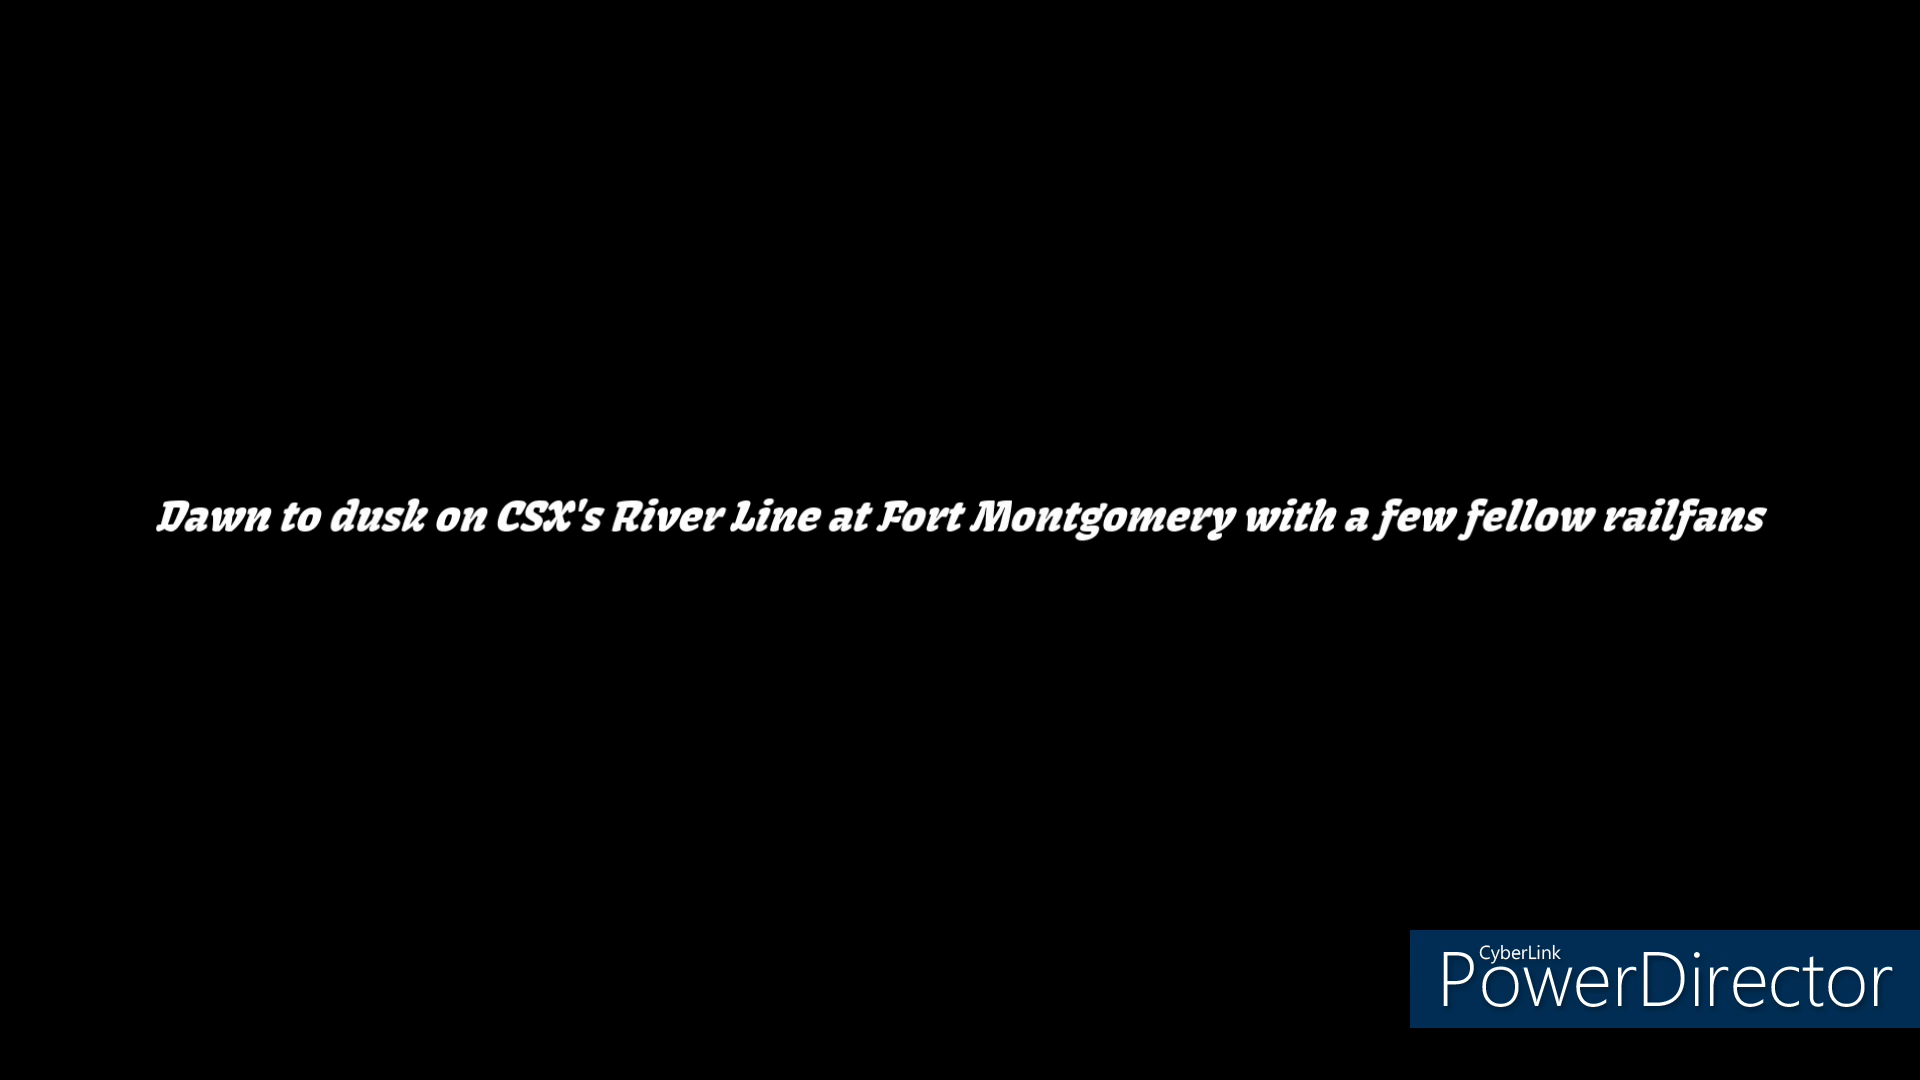 Dawn to dusk on CSX's River Line at Fort Montgomery with a few fellow railfans
CyberLink
PowerDirector